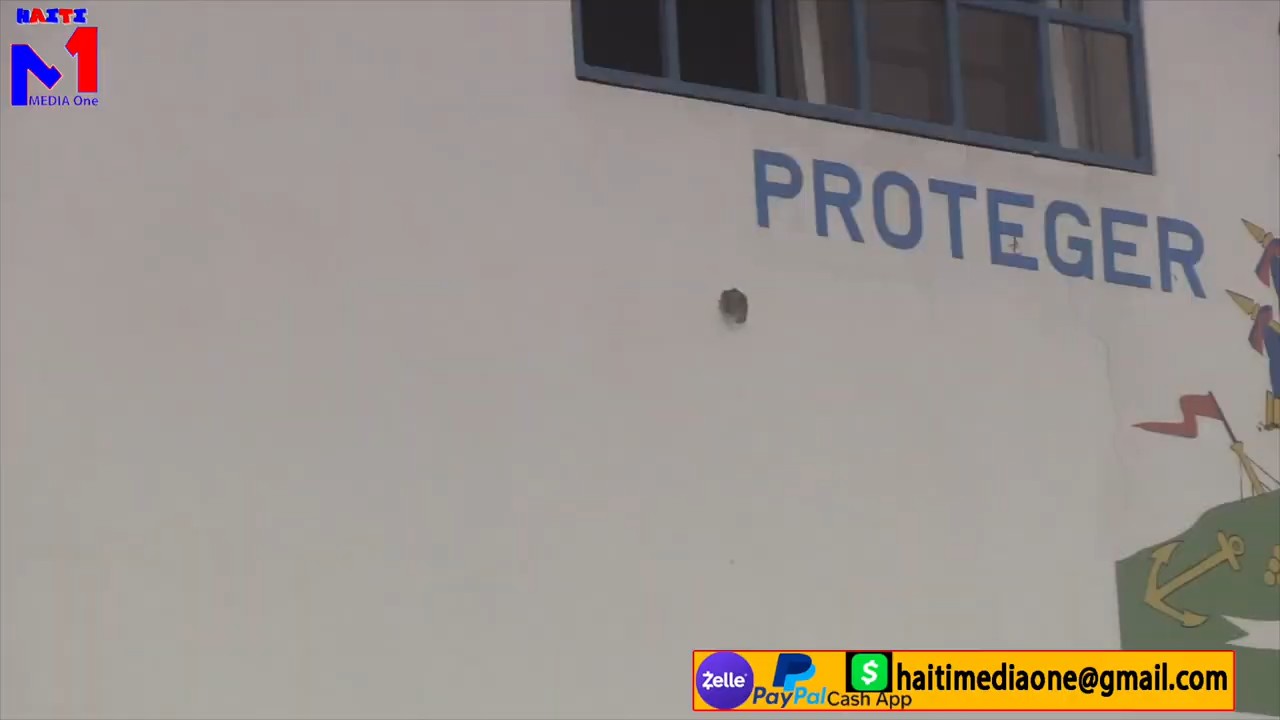 HAITI
M1
MEDIA One
PROTEGER
Zelle
PayPal
$
Cash App
haitimediaone@gmail.com